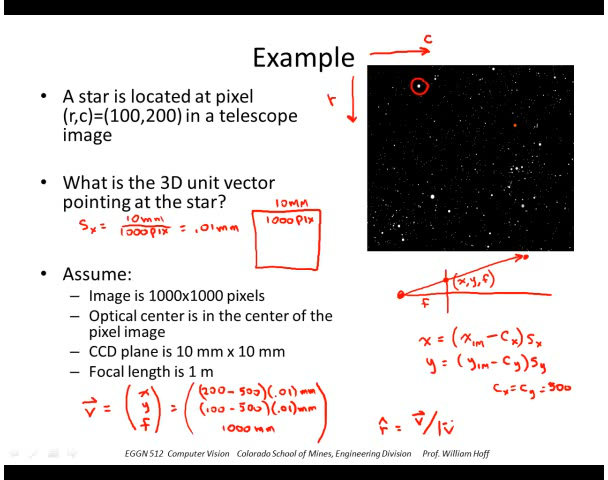 Example
c
r
• A star is located at pixel
(r,c)=(100,200) in a telescope
image
• What is the 3D unit vector
pointing at the star?
Sx = 10mm / 1000pix = .01mm
10mm
1000pix
• Assume:
– Image is 1000x1000 pixels
– Optical center is in the center of the
pixel image
– CCD plane is 10 mm x 10 mm
– Focal length is 1 m
(x,y,f)
f
x = (xIM - cx)sx
y = (yIM - cy)sy
cx = cy = 500
v = (x y f) = ((200 - 500)(.01)mm
(100 - 500)(.01)mm
1000mm)
r̂ = v/|v|
EGGN 512 Computer Vision Colorado School of Mines, Engineering Division Prof. William Hoff